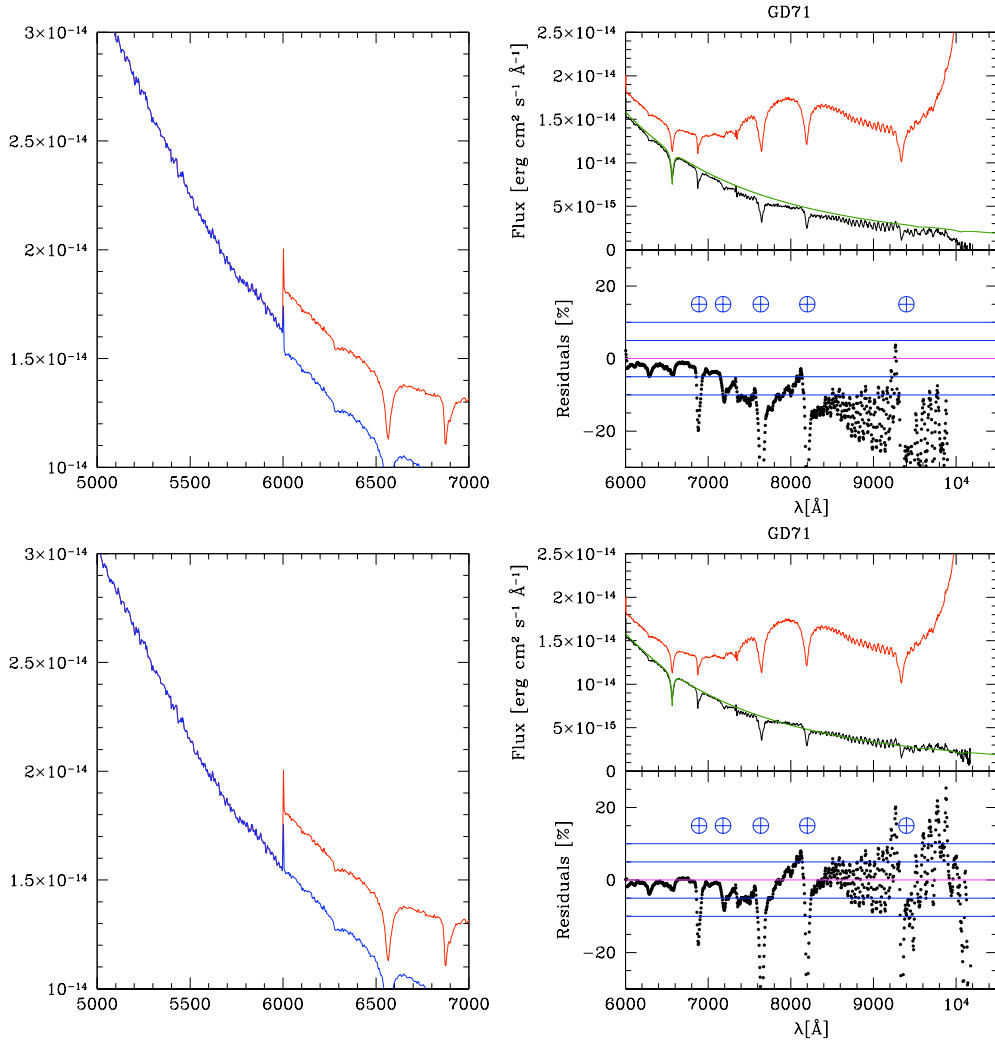 GD71
3×10⁻¹⁴
2.5×10⁻¹⁴
2×10⁻¹⁴
1.5×10⁻¹⁴
10⁻¹⁴
5000 5500 6000 6500 7000
Flux [erg cm² s⁻¹ Å⁻¹]
2.5×10⁻¹⁴
2×10⁻¹⁴
1.5×10⁻¹⁴
10⁻¹⁴
5×10⁻¹⁵
0
Residuals [%]
20
0
-20
6000 7000 8000 9000 10⁴
λ[Å]
GD71
3×10⁻¹⁴
2.5×10⁻¹⁴
2×10⁻¹⁴
1.5×10⁻¹⁴
10⁻¹⁴
5000 5500 6000 6500 7000
Flux [erg cm² s⁻¹ Å⁻¹]
2.5×10⁻¹⁴
2×10⁻¹⁴
1.5×10⁻¹⁴
10⁻¹⁴
5×10⁻¹⁵
0
Residuals [%]
20
0
-20
6000 7000 8000 9000 10⁴
λ[Å]